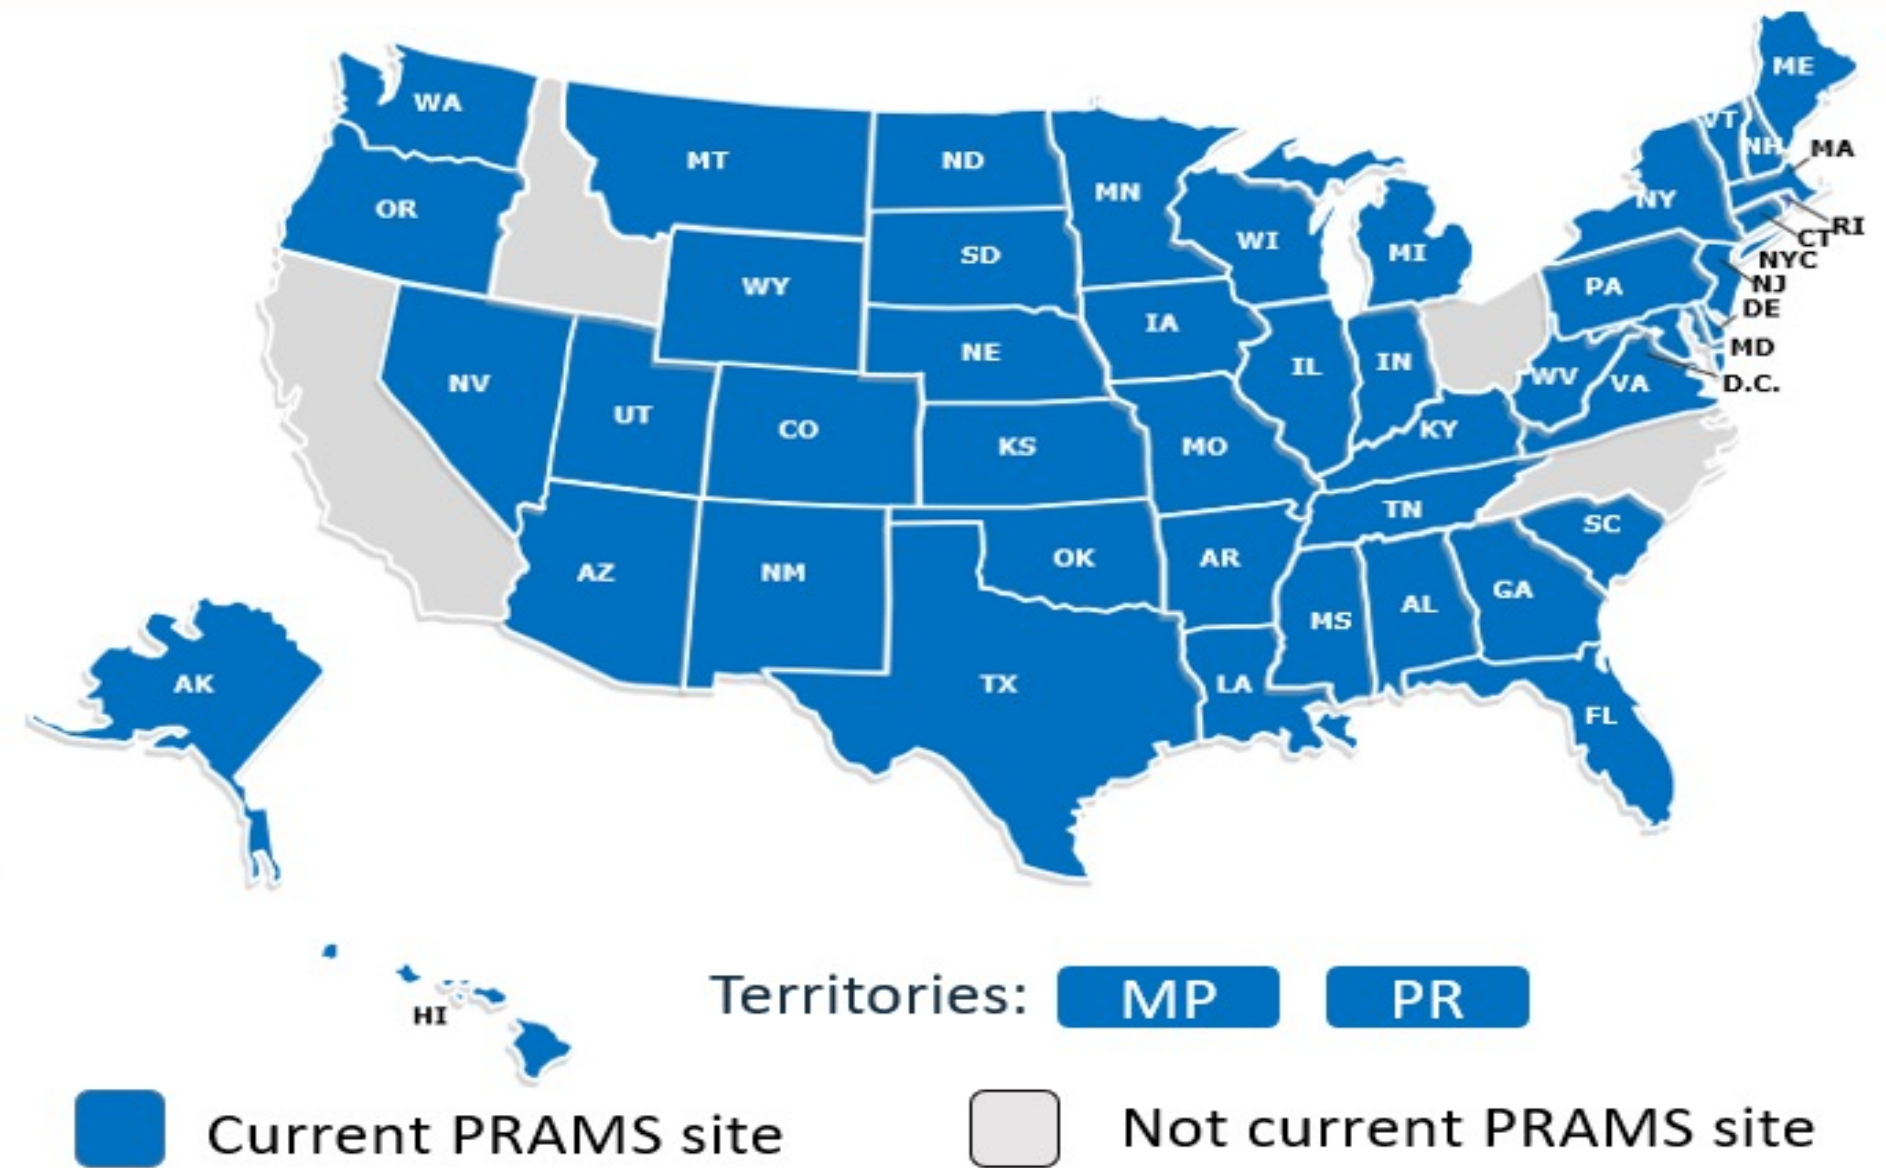 ME
WA
VT
NH
MA
MT
ND
MN
OR
NY
RI
CT
WI
MI
SD
NYC
NJ
WY
PA
DE
IA
NE
MD
NV
IL
IN
WV
VA
D.C.
UT
CO
KS
MO
KY
TN
SC
AZ
NM
OK
AR
GA
MS
AL
AK
TX
LA
FL
HI
Territories: MP PR
Current PRAMS site
Not current PRAMS site